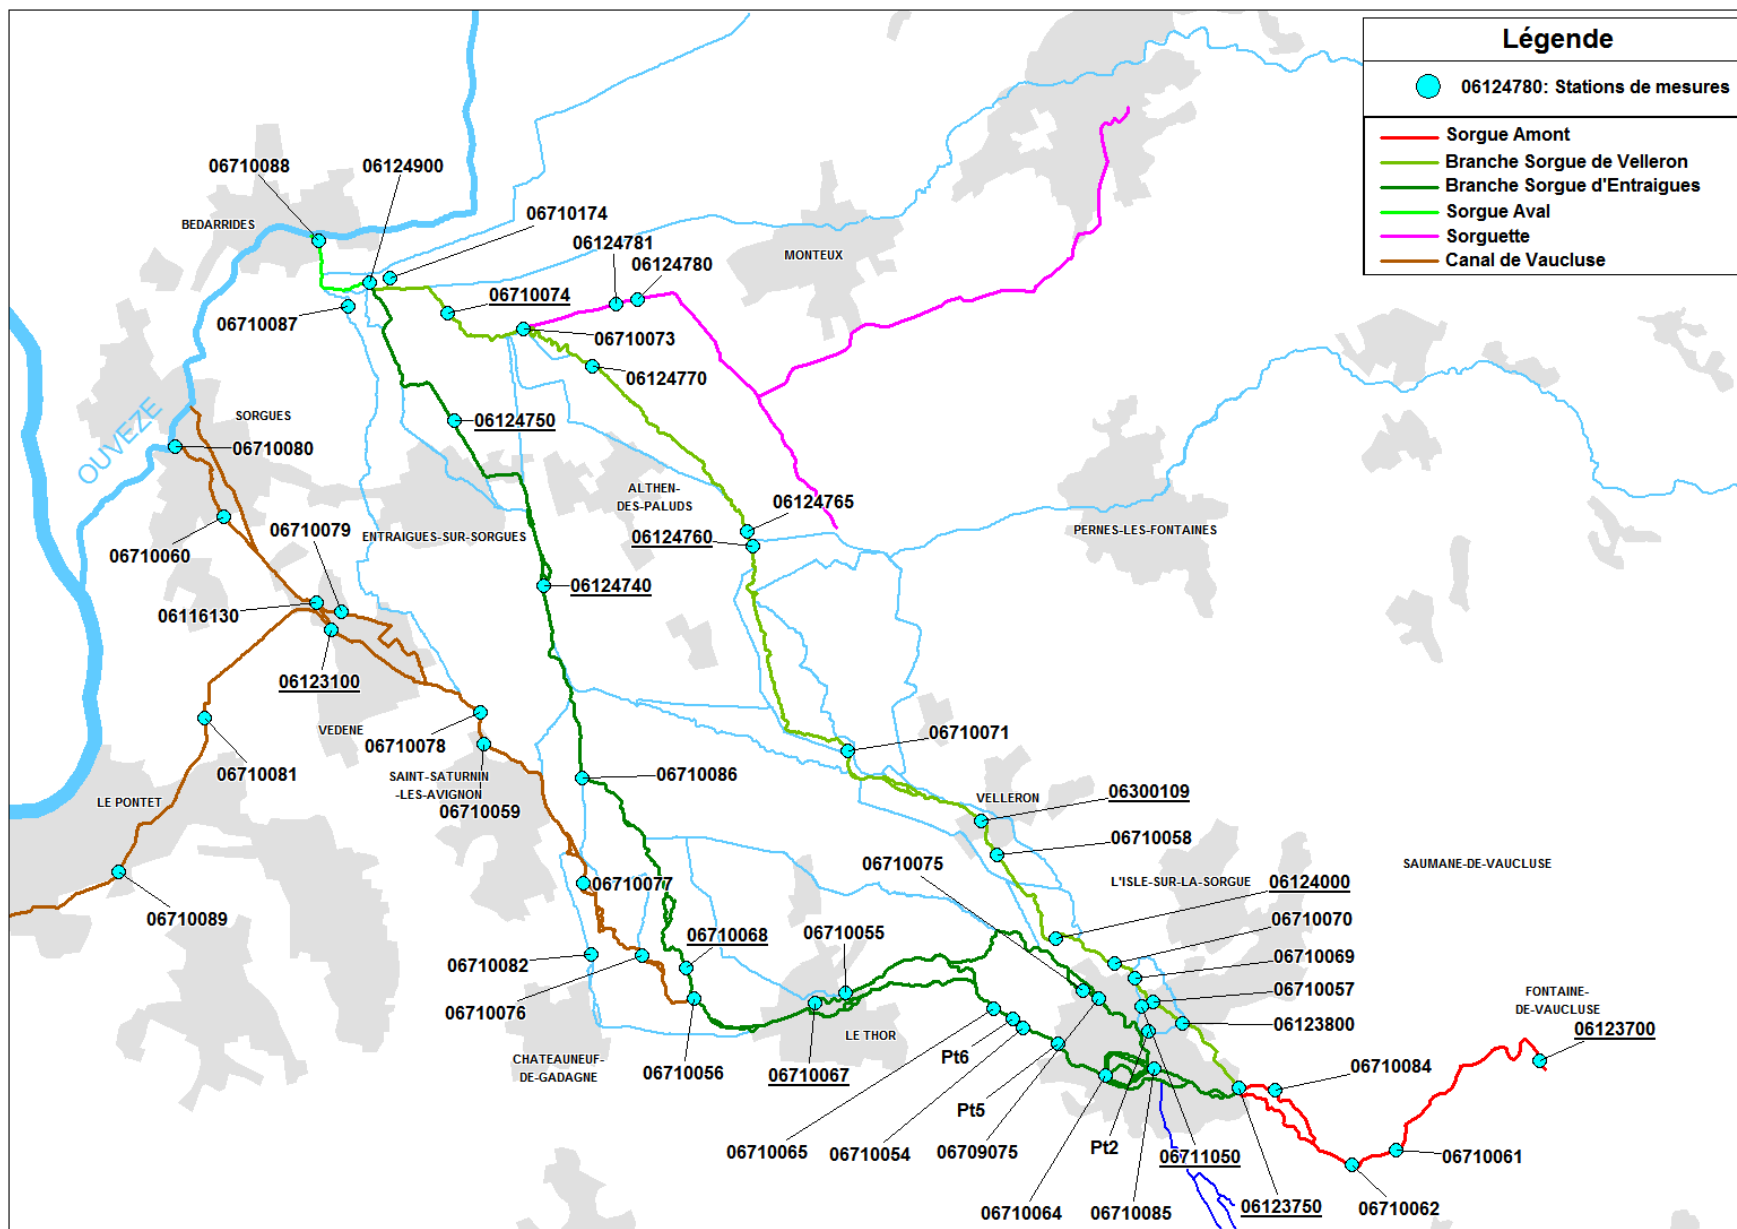 Légende
06124780: Stations de mesures
Sorgue Amont
Branche Sorgue de Velleron
Branche Sorgue d'Entraigues
Sorgue Aval
Sorguette
Canal de Vaucluse
06710088
06124900
06710174
BEDARRIDES
06124781
06124780
MONTEUX
06710074
06710087
06710073
06124770
OUVEZE
SORGUES
06124750
06710080
ALTHEN-
DES-PALUDS
06124765
06710079
ENTRAIGUES-SUR-SORGUES
06124760
PERNES-LES-FONTAINES
06710060
06124740
06116130
06123100
VEDENE
06710078
06710071
06710081
SAINT-SATURNIN
-LES-AVIGNON
06710086
LE PONTET
06710059
VELLERON
06300109
06710058
06710075
SAUMANE-DE-VAUCLUSE
L'ISLE-SUR-LA-SORGUE
06124000
06710077
06710089
06710070
06710068
06710055
06710082
06710069
06710057
06710076
FONTAINE-
DE-VAUCLUSE
06123800
06123700
LE THOR
Pt6
CHATEAUNEUF-
DE-GADAGNE
06710056
06710067
06710084
Pt5
06710065
06710054
06709075
Pt2
06711050
06710061
06710064
06710085
06123750
06710062